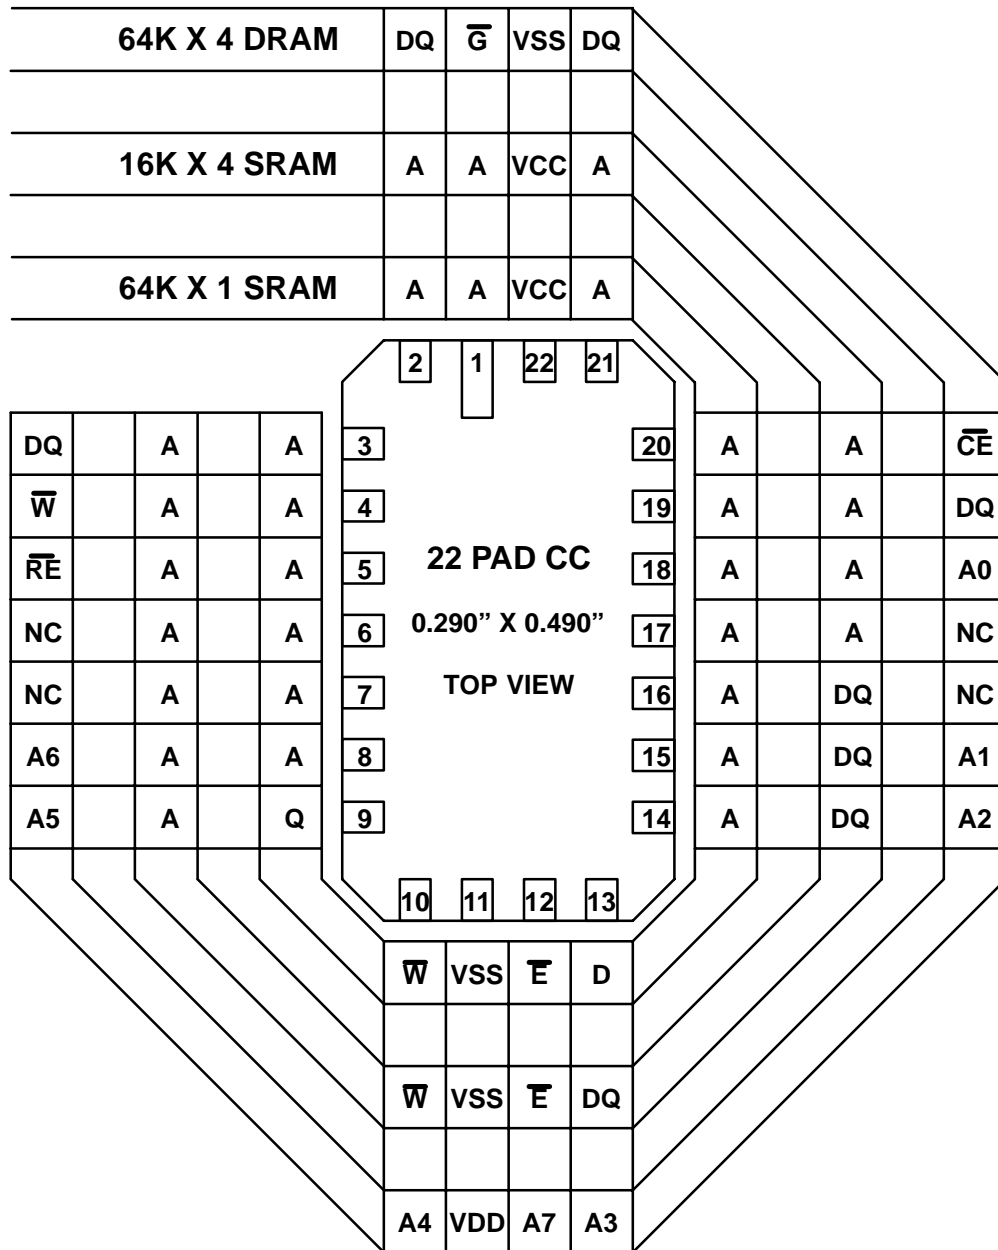 64K X 4 DRAM DQ G̅ VSS DQ
16K X 4 SRAM A A VCC A
64K X 1 SRAM A A VCC A
2 1 22 21
DQ A A 3 20 A A C̅E̅
W̅ A A 4 19 A A DQ
R̅E̅ A A 5 22 PAD CC 18 A A A0
NC A A 6 0.290” X 0.490” 17 A A NC
NC A A 7 TOP VIEW 16 A DQ NC
A6 A A 8 15 A DQ A1
A5 A Q 9 14 A DQ A2
10 11 12 13
W̅ VSS E̅ D
W̅ VSS E̅ DQ
A4 VDD A7 A3